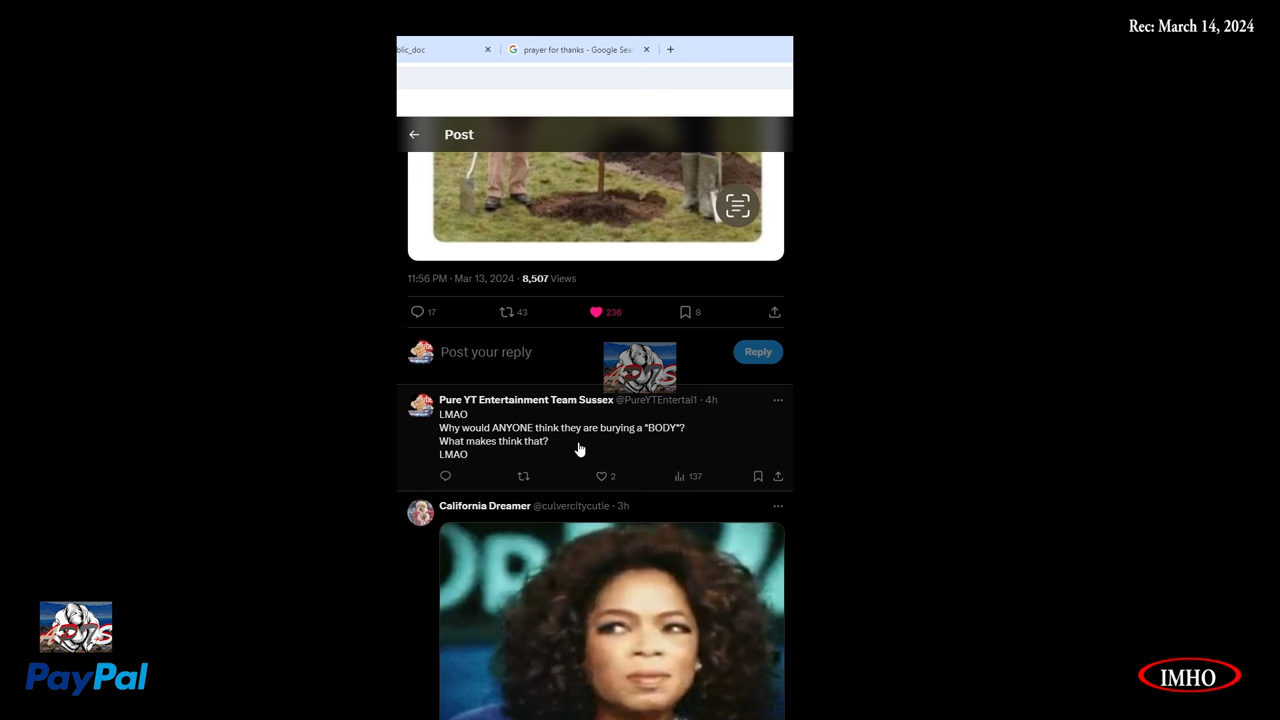 Rec: March 14, 2024
blic_doc
prayer for thanks - Google Sea
Post
11:56 PM · Mar 13, 2024 · 8,507 Views
17 43 236 8
Post your reply
Reply
Pure YT Entertainment Team Sussex @PureYTEntertai1 · 4h
LMAO
Why would ANYONE think they are burying a "BODY"?
What makes think that?
LMAO
2 137
California Dreamer @culvercitycutie · 3h
PayPal
IMHO